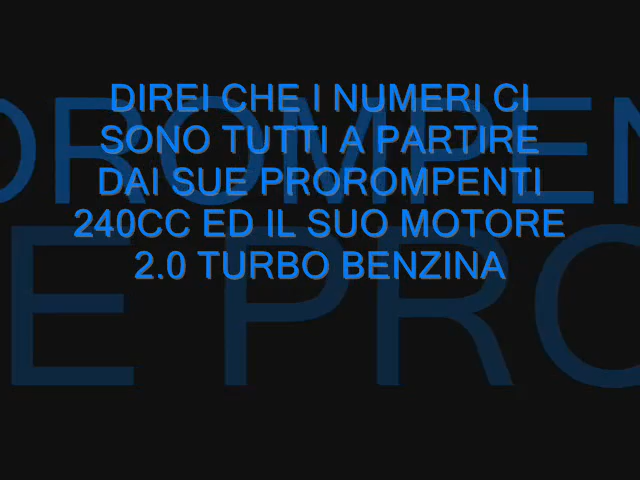 DIREI CHE I NUMERI CI
SONO TUTTI A PARTIRE
DAI SUE PROROMPENTI
240CC ED IL SUO MOTORE
2.0 TURBO BENZINA